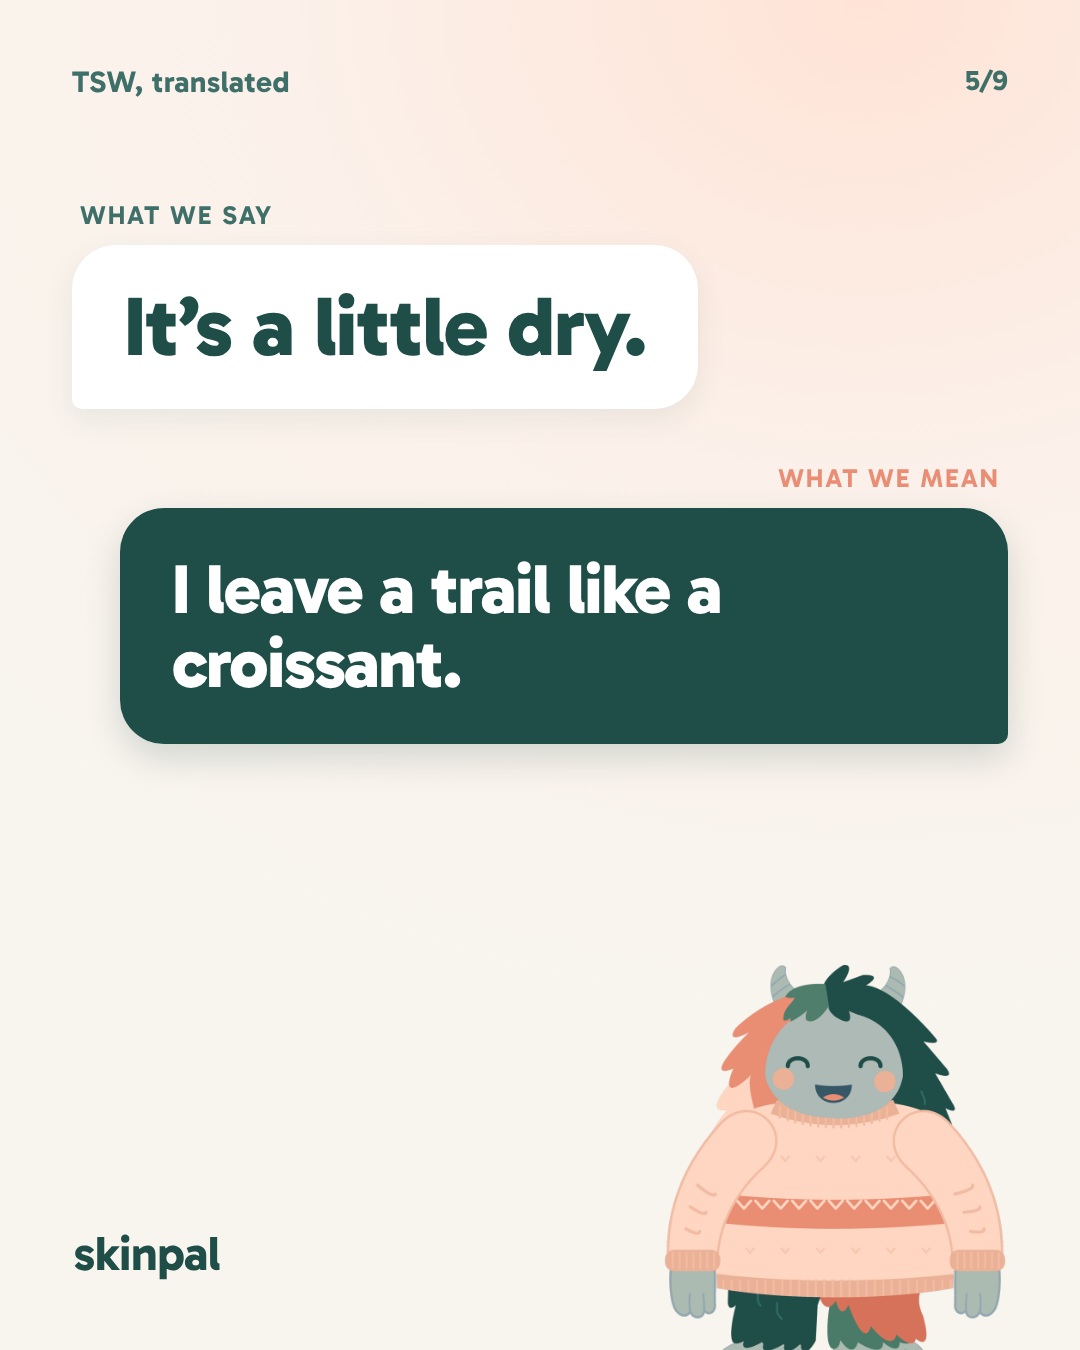 TSW, translated
5/9
WHAT WE SAY
It’s a little dry.
WHAT WE MEAN
I leave a trail like a
croissant.
skinpal